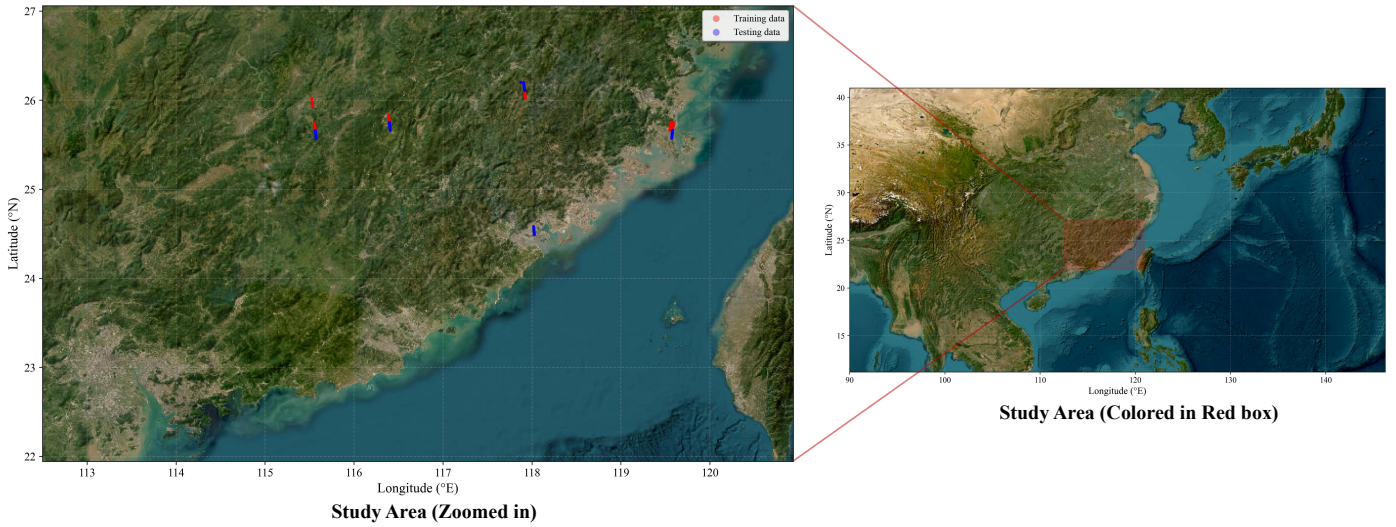 Training data
Testing data
27
26
25
24
23
22
Latitude (°N)
113 114 115 116 117 118 119 120
Longitude (°E)
Study Area (Zoomed in)
40
35
30
25
20
15
Latitude (°N)
90 100 110 120 130 140
Longitude (°E)
Study Area (Colored in Red box)